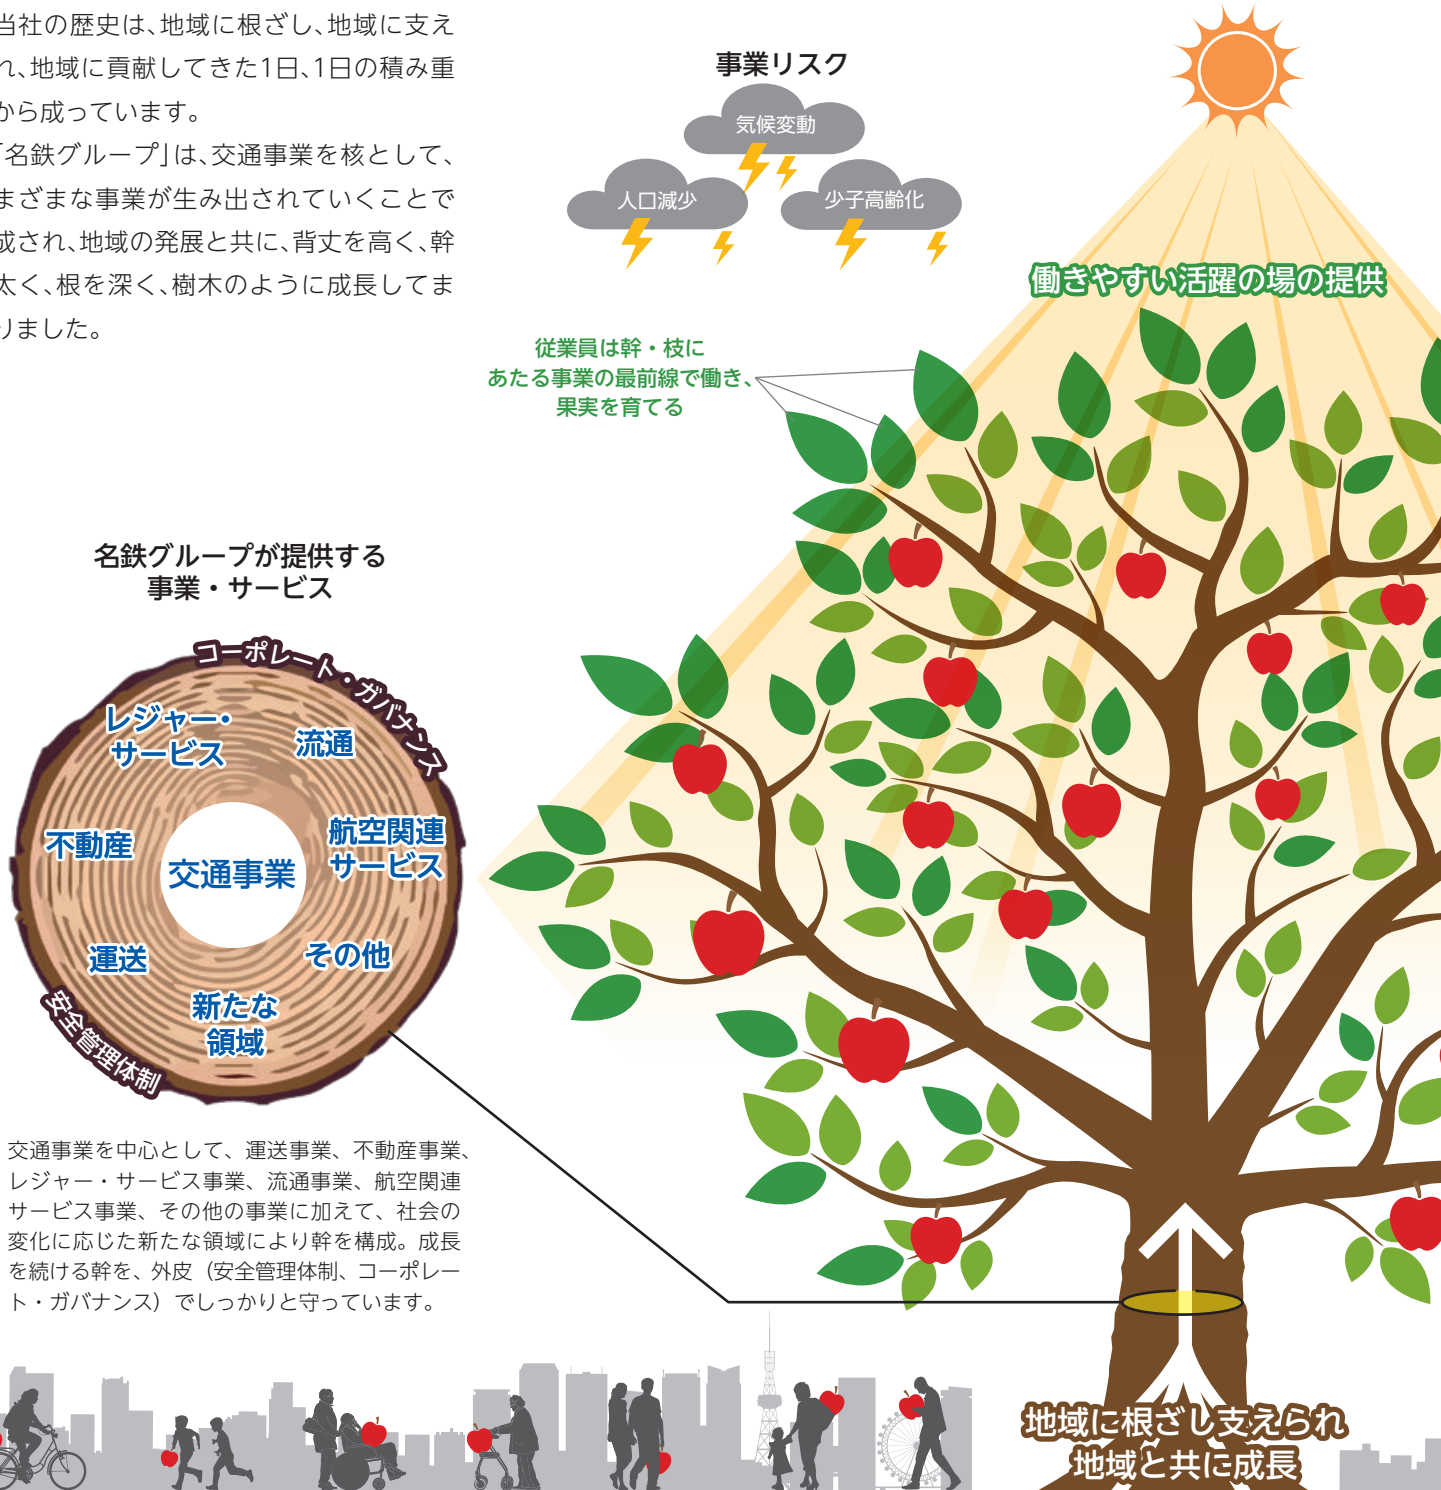 当社の歴史は、地域に根ざし、地域に支え
れ、地域に貢献してきた1日、1日の積み重
から成っています。
「名鉄グループ」は、交通事業を核として、
まざまな事業が生み出されていくことで
成され、地域の発展と共に、背丈を高く、幹
太く、根を深く、樹木のように成長してま
りました。
事業リスク
気候変動
人口減少
少子高齢化
働きやすい活躍の場の提供
従業員は幹・枝に
あたる事業の最前線で働き、
果実を育てる
名鉄グループが提供する
事業・サービス
コーポレート・ガバナンス
レジャー・
サービス
流通
不動産
航空関連
サービス
交通事業
運送
その他
新たな
領域
安全管理体制
交通事業を中心として、運送事業、不動産事業、
レジャー・サービス事業、流通事業、航空関連
サービス事業、その他の事業に加えて、社会の
変化に応じた新たな領域により幹を構成。成長
を続ける幹を、外皮（安全管理体制、コーポレー
ト・ガバナンス）でしっかりと守っています。
地域に根ざし支えられ
地域と共に成長